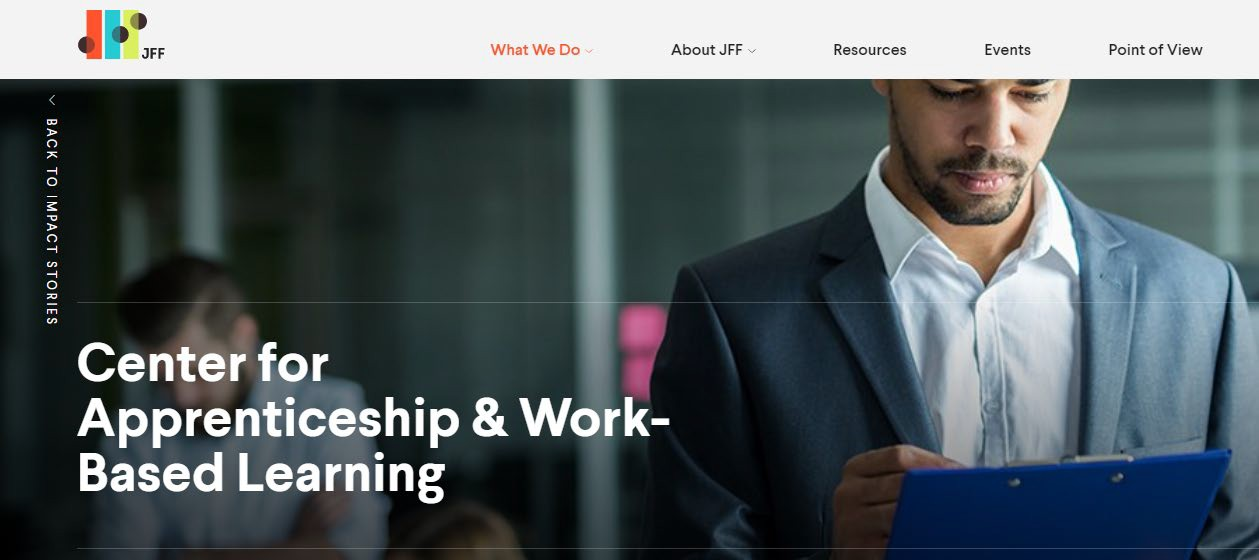 JFF
What We Do
About JFF
Resources
Events
Point of View
BACK TO IMPACT STORIES
Center for
Apprenticeship & Work-
Based Learning